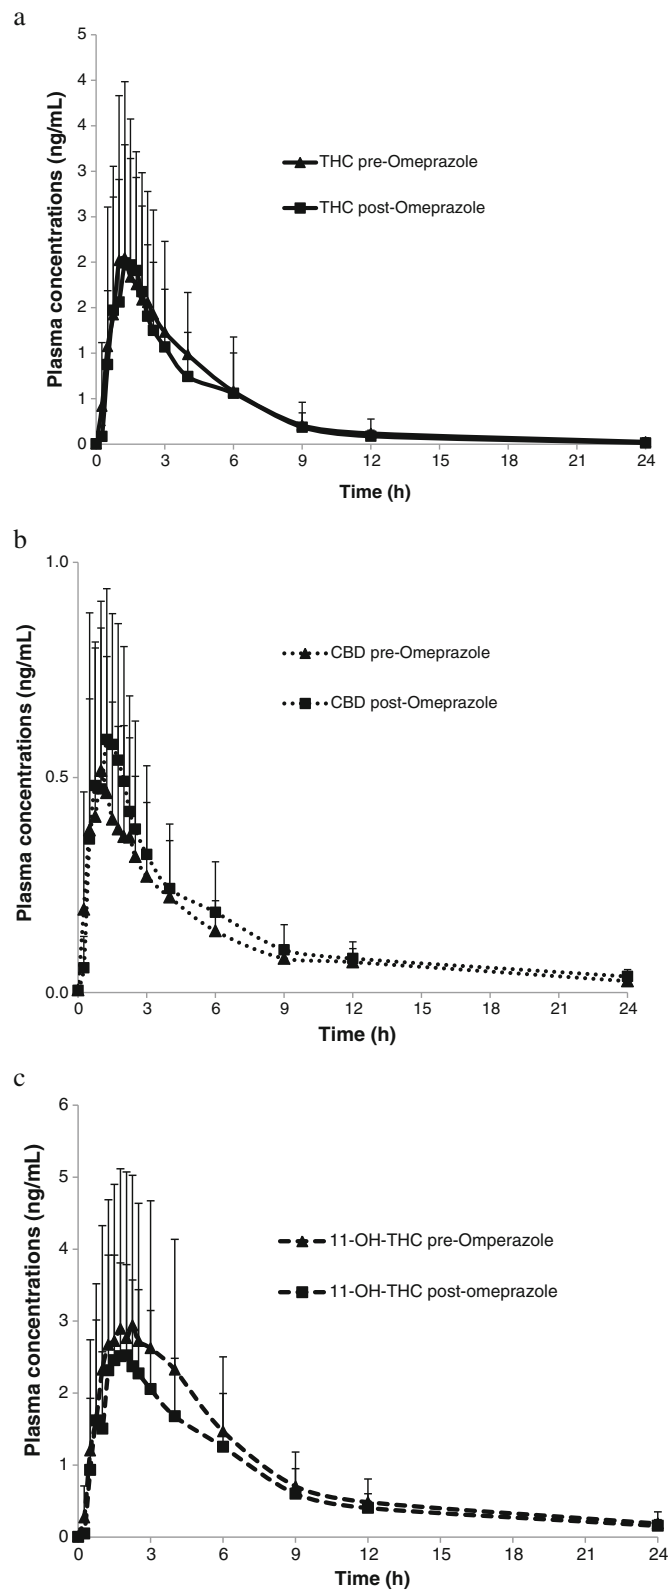 a
Plasma concentrations (ng/mL)
5
4
4
3
3
2
2
1
1
0
THC pre-Omeprazole
THC post-Omeprazole
0 3 6 9 12 15 18 21 24
Time (h)
b
Plasma concentrations (ng/mL)
1.0
0.5
0.0
CBD pre-Omeprazole
CBD post-Omeprazole
0 3 6 9 12 15 18 21 24
Time (h)
c
Plasma concentrations (ng/mL)
6
5
4
3
2
1
0
11-OH-THC pre-Omperazole
11-OH-THC post-omeprazole
0 3 6 9 12 15 18 21 24
Time (h)